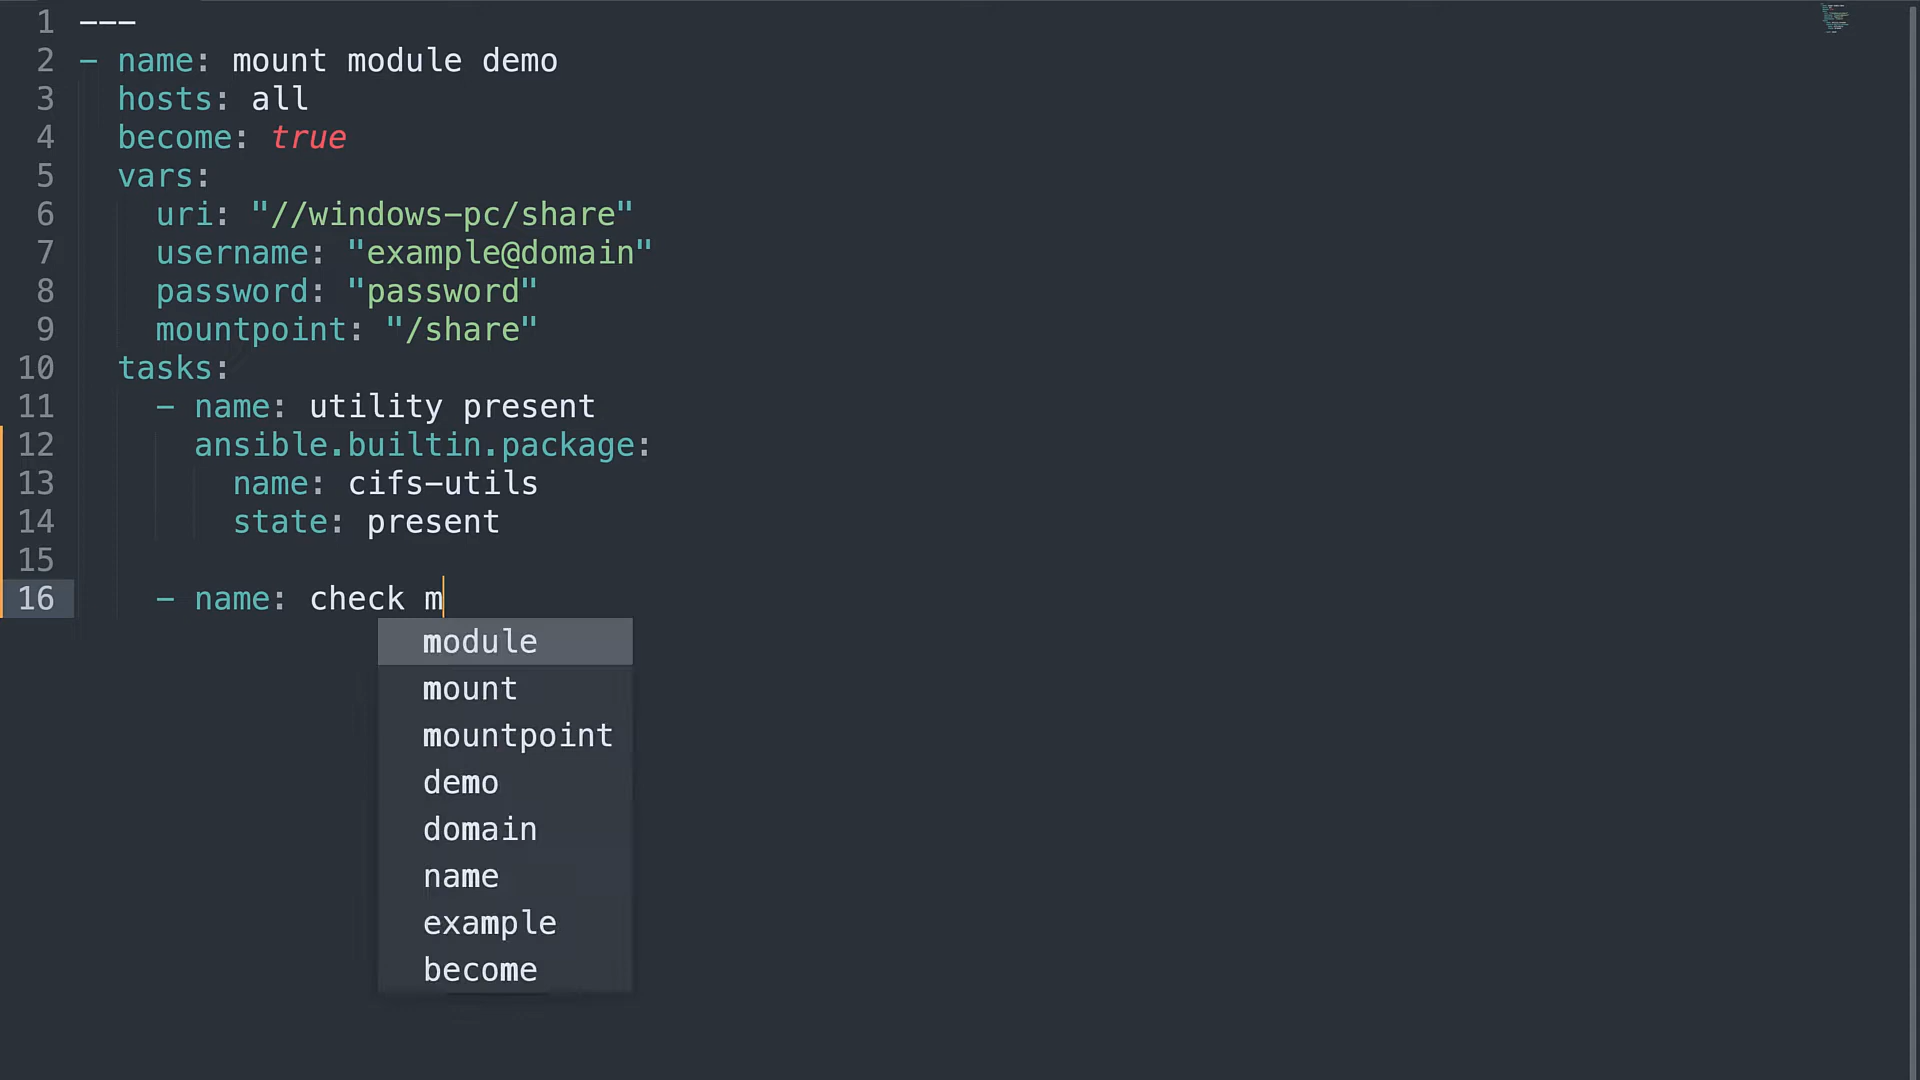 1 ---
2 - name: mount module demo
3 hosts: all
4 become: true
5 vars:
6 uri: "//windows-pc/share"
7 username: "example@domain"
8 password: "password"
9 mountpoint: "/share"
10 tasks:
11 - name: utility present
12 ansible.builtin.package:
13 name: cifs-utils
14 state: present
15
16 - name: check m
module
mount
mountpoint
demo
domain
name
example
become